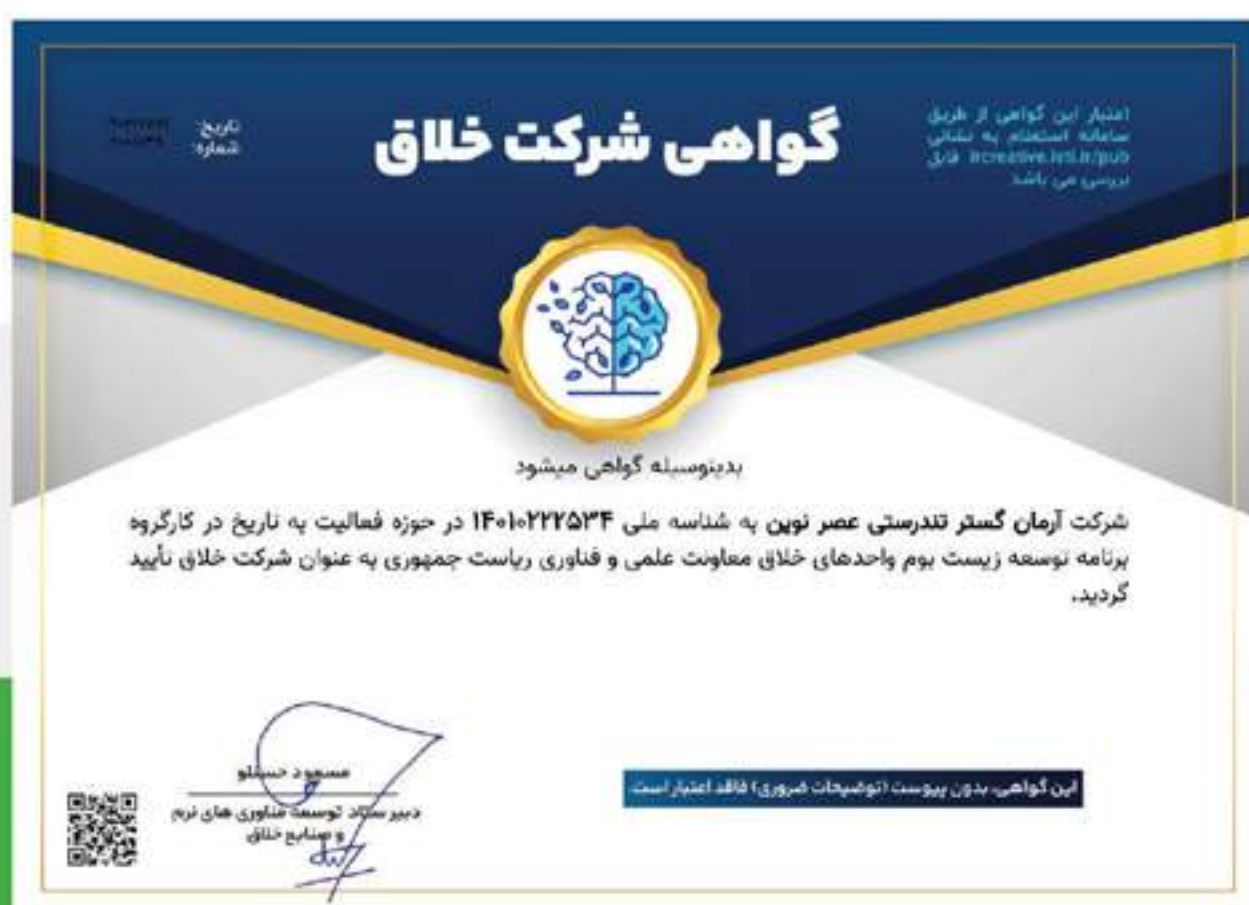 گواهی شرکت خلاق
اعتبار این گواهی از طریق
سامانه استعلام به نشانی
ircreative.isti.ir/pub قابل
بررسی می باشد
تاریخ:
شماره:
بدینوسیله گواهی میشود
شرکت آرمان گستر تندرستی عصر نوین به شناسه ملی ۱۴۰۱۰۲۲۲۵۳۴ در حوزه فعالیت به تاریخ در کارگروه
برنامه توسعه زیست بوم واحدهای خلاق معاونت علمی و فناوری ریاست جمهوری به عنوان شرکت خلاق تأیید
گردید.
این گواهی، بدون پیوست (توضیحات ضروری) فاقد اعتبار است.
مسعود حسنلو
دبیر ستاد توسعه فناوری های نرم
و صنایع خلاق